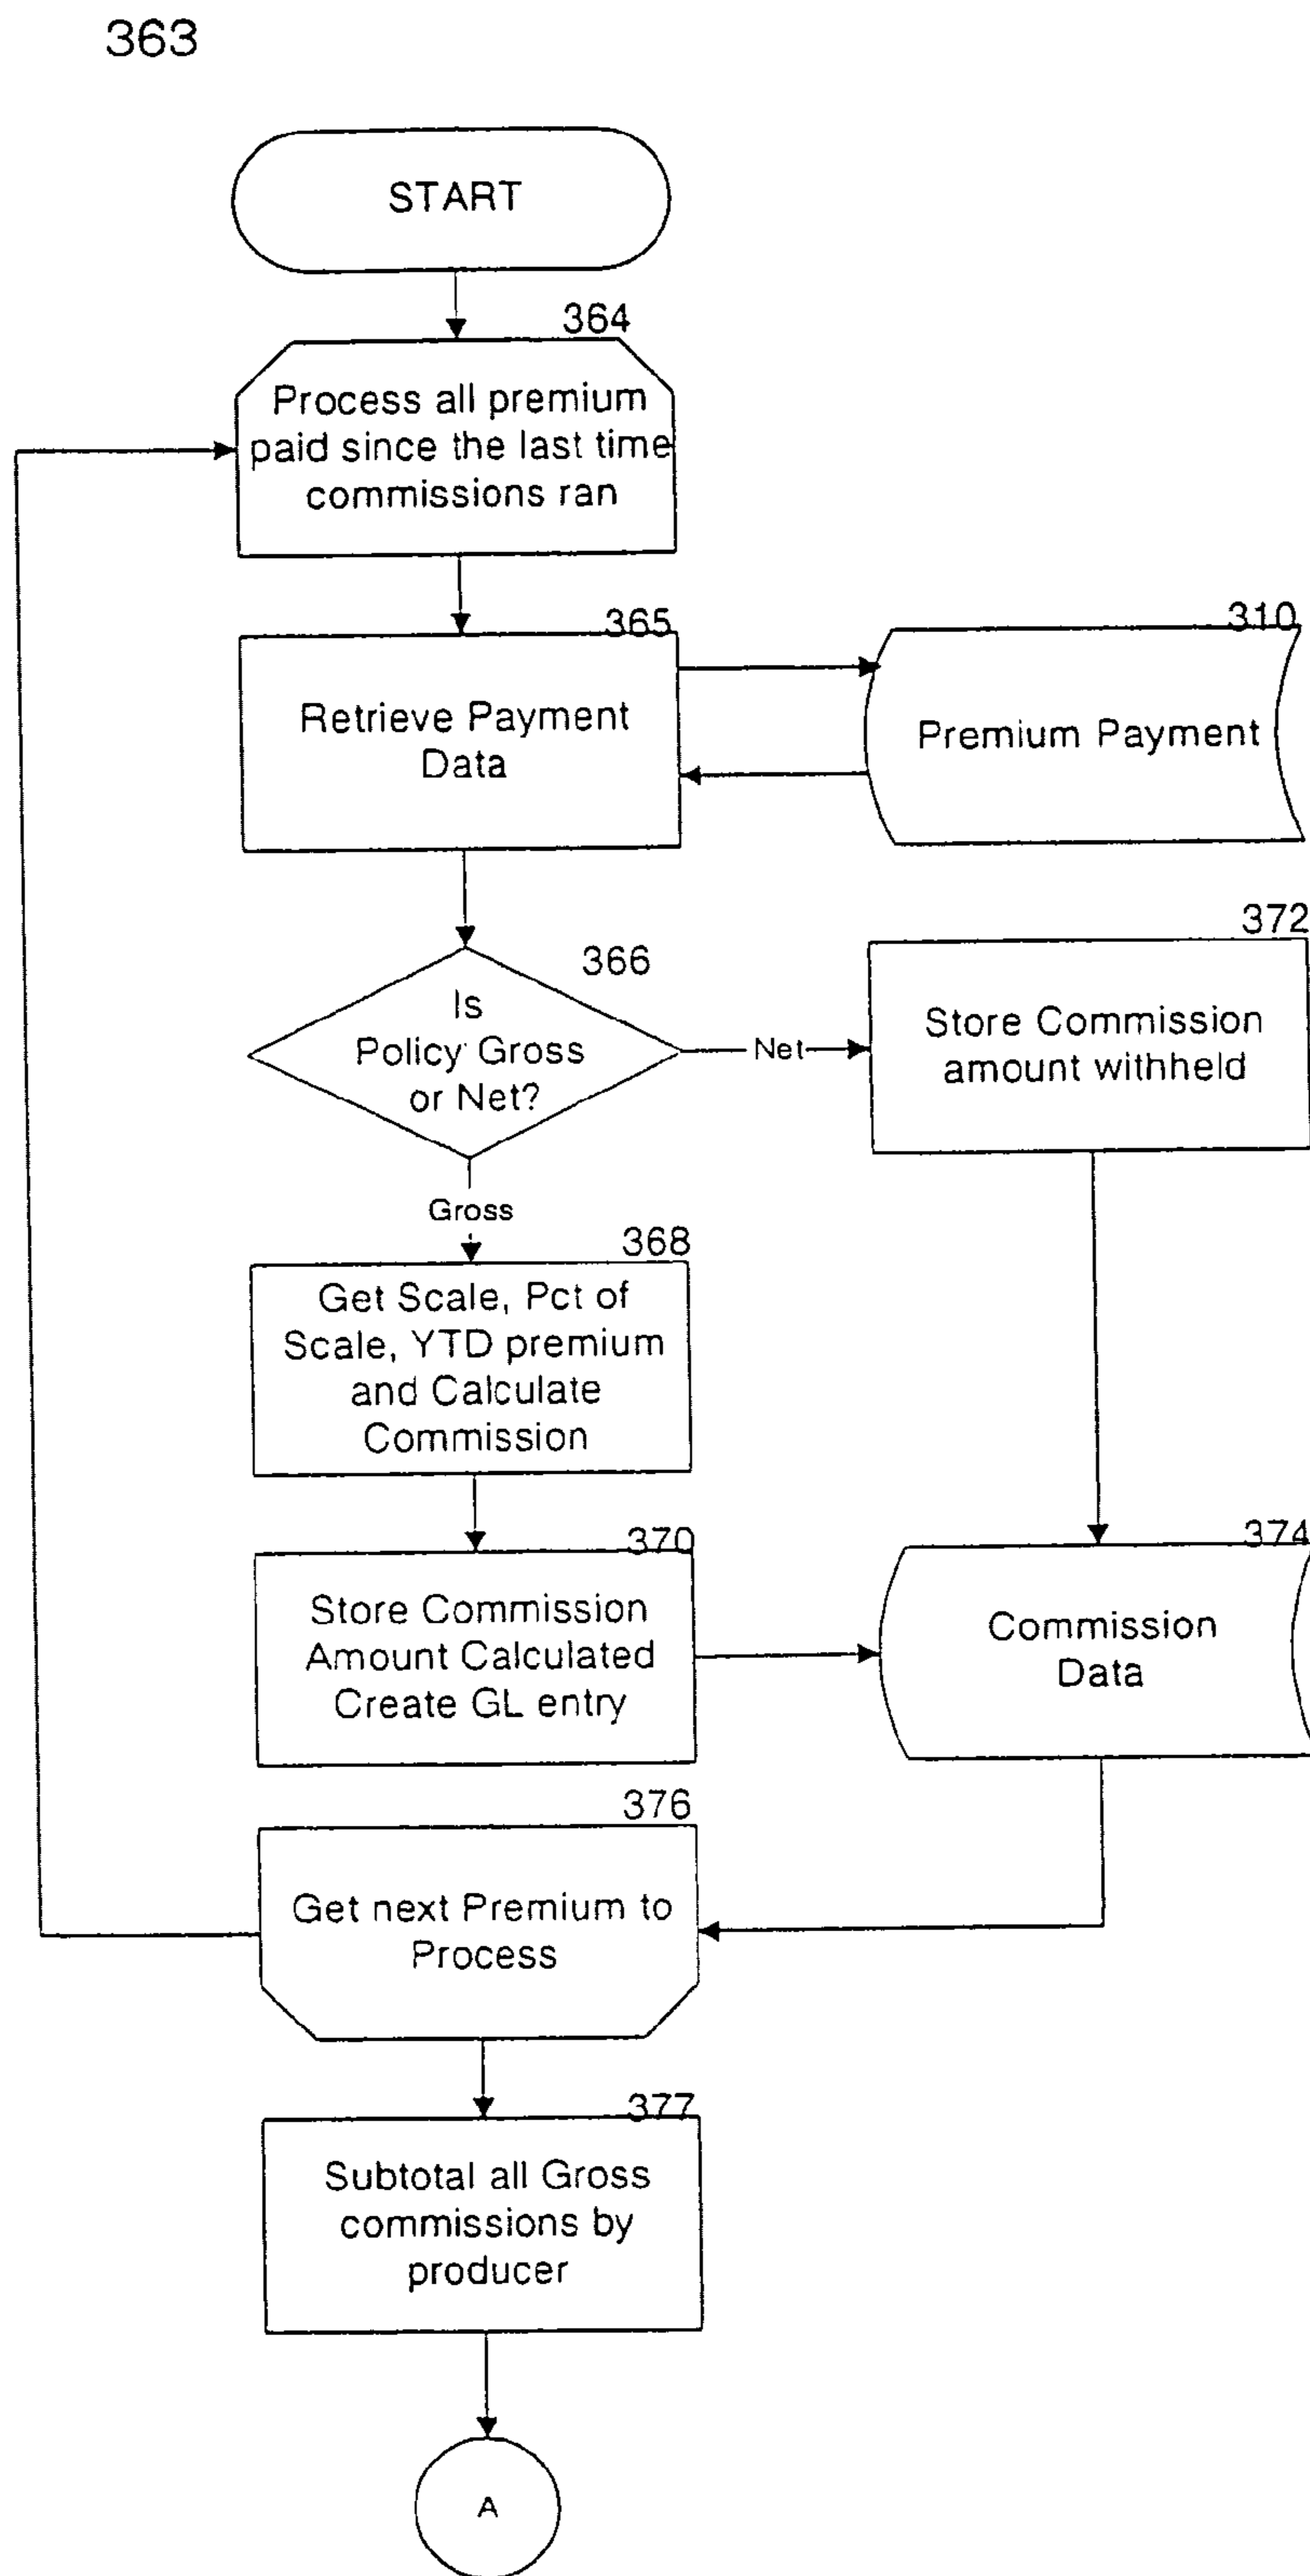 363
START
364
Process all premium
paid since the last time
commissions ran
365
Retrieve Payment
Data
310
Premium Payment
366
Is
Policy Gross
or Net?
Net
372
Store Commission
amount withheld
Gross
368
Get Scale, Pct of
Scale, YTD premium
and Calculate
Commission
370
Store Commission
Amount Calculated
Create GL entry
374
Commission
Data
376
Get next Premium to
Process
377
Subtotal all Gross
commissions by
producer
A